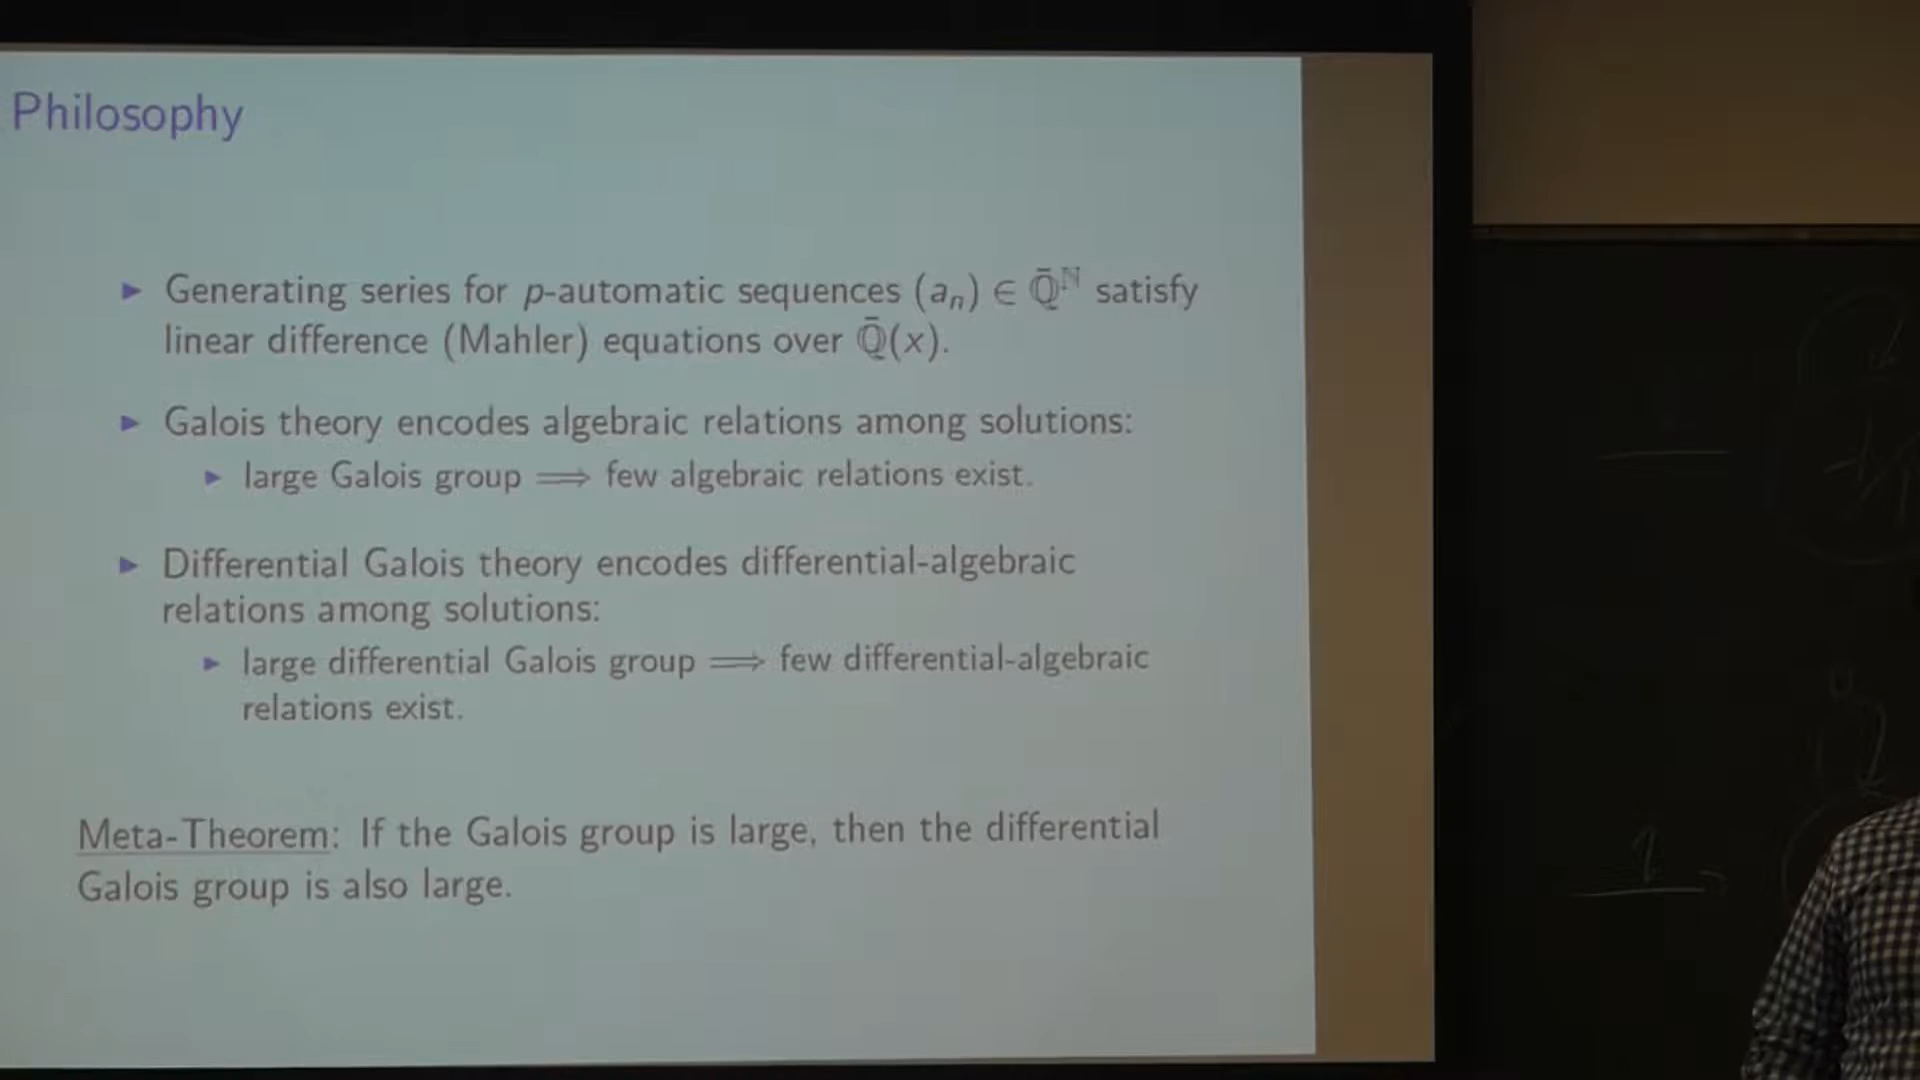 Philosophy
▶ Generating series for p-automatic sequences (aₙ) ∈ Q̄^ℕ satisfy
linear difference (Mahler) equations over Q̄(x).
▶ Galois theory encodes algebraic relations among solutions:
▶ large Galois group ⟹ few algebraic relations exist.
▶ Differential Galois theory encodes differential-algebraic
relations among solutions:
▶ large differential Galois group ⟹ few differential-algebraic
relations exist.
Meta-Theorem: If the Galois group is large, then the differential
Galois group is also large.